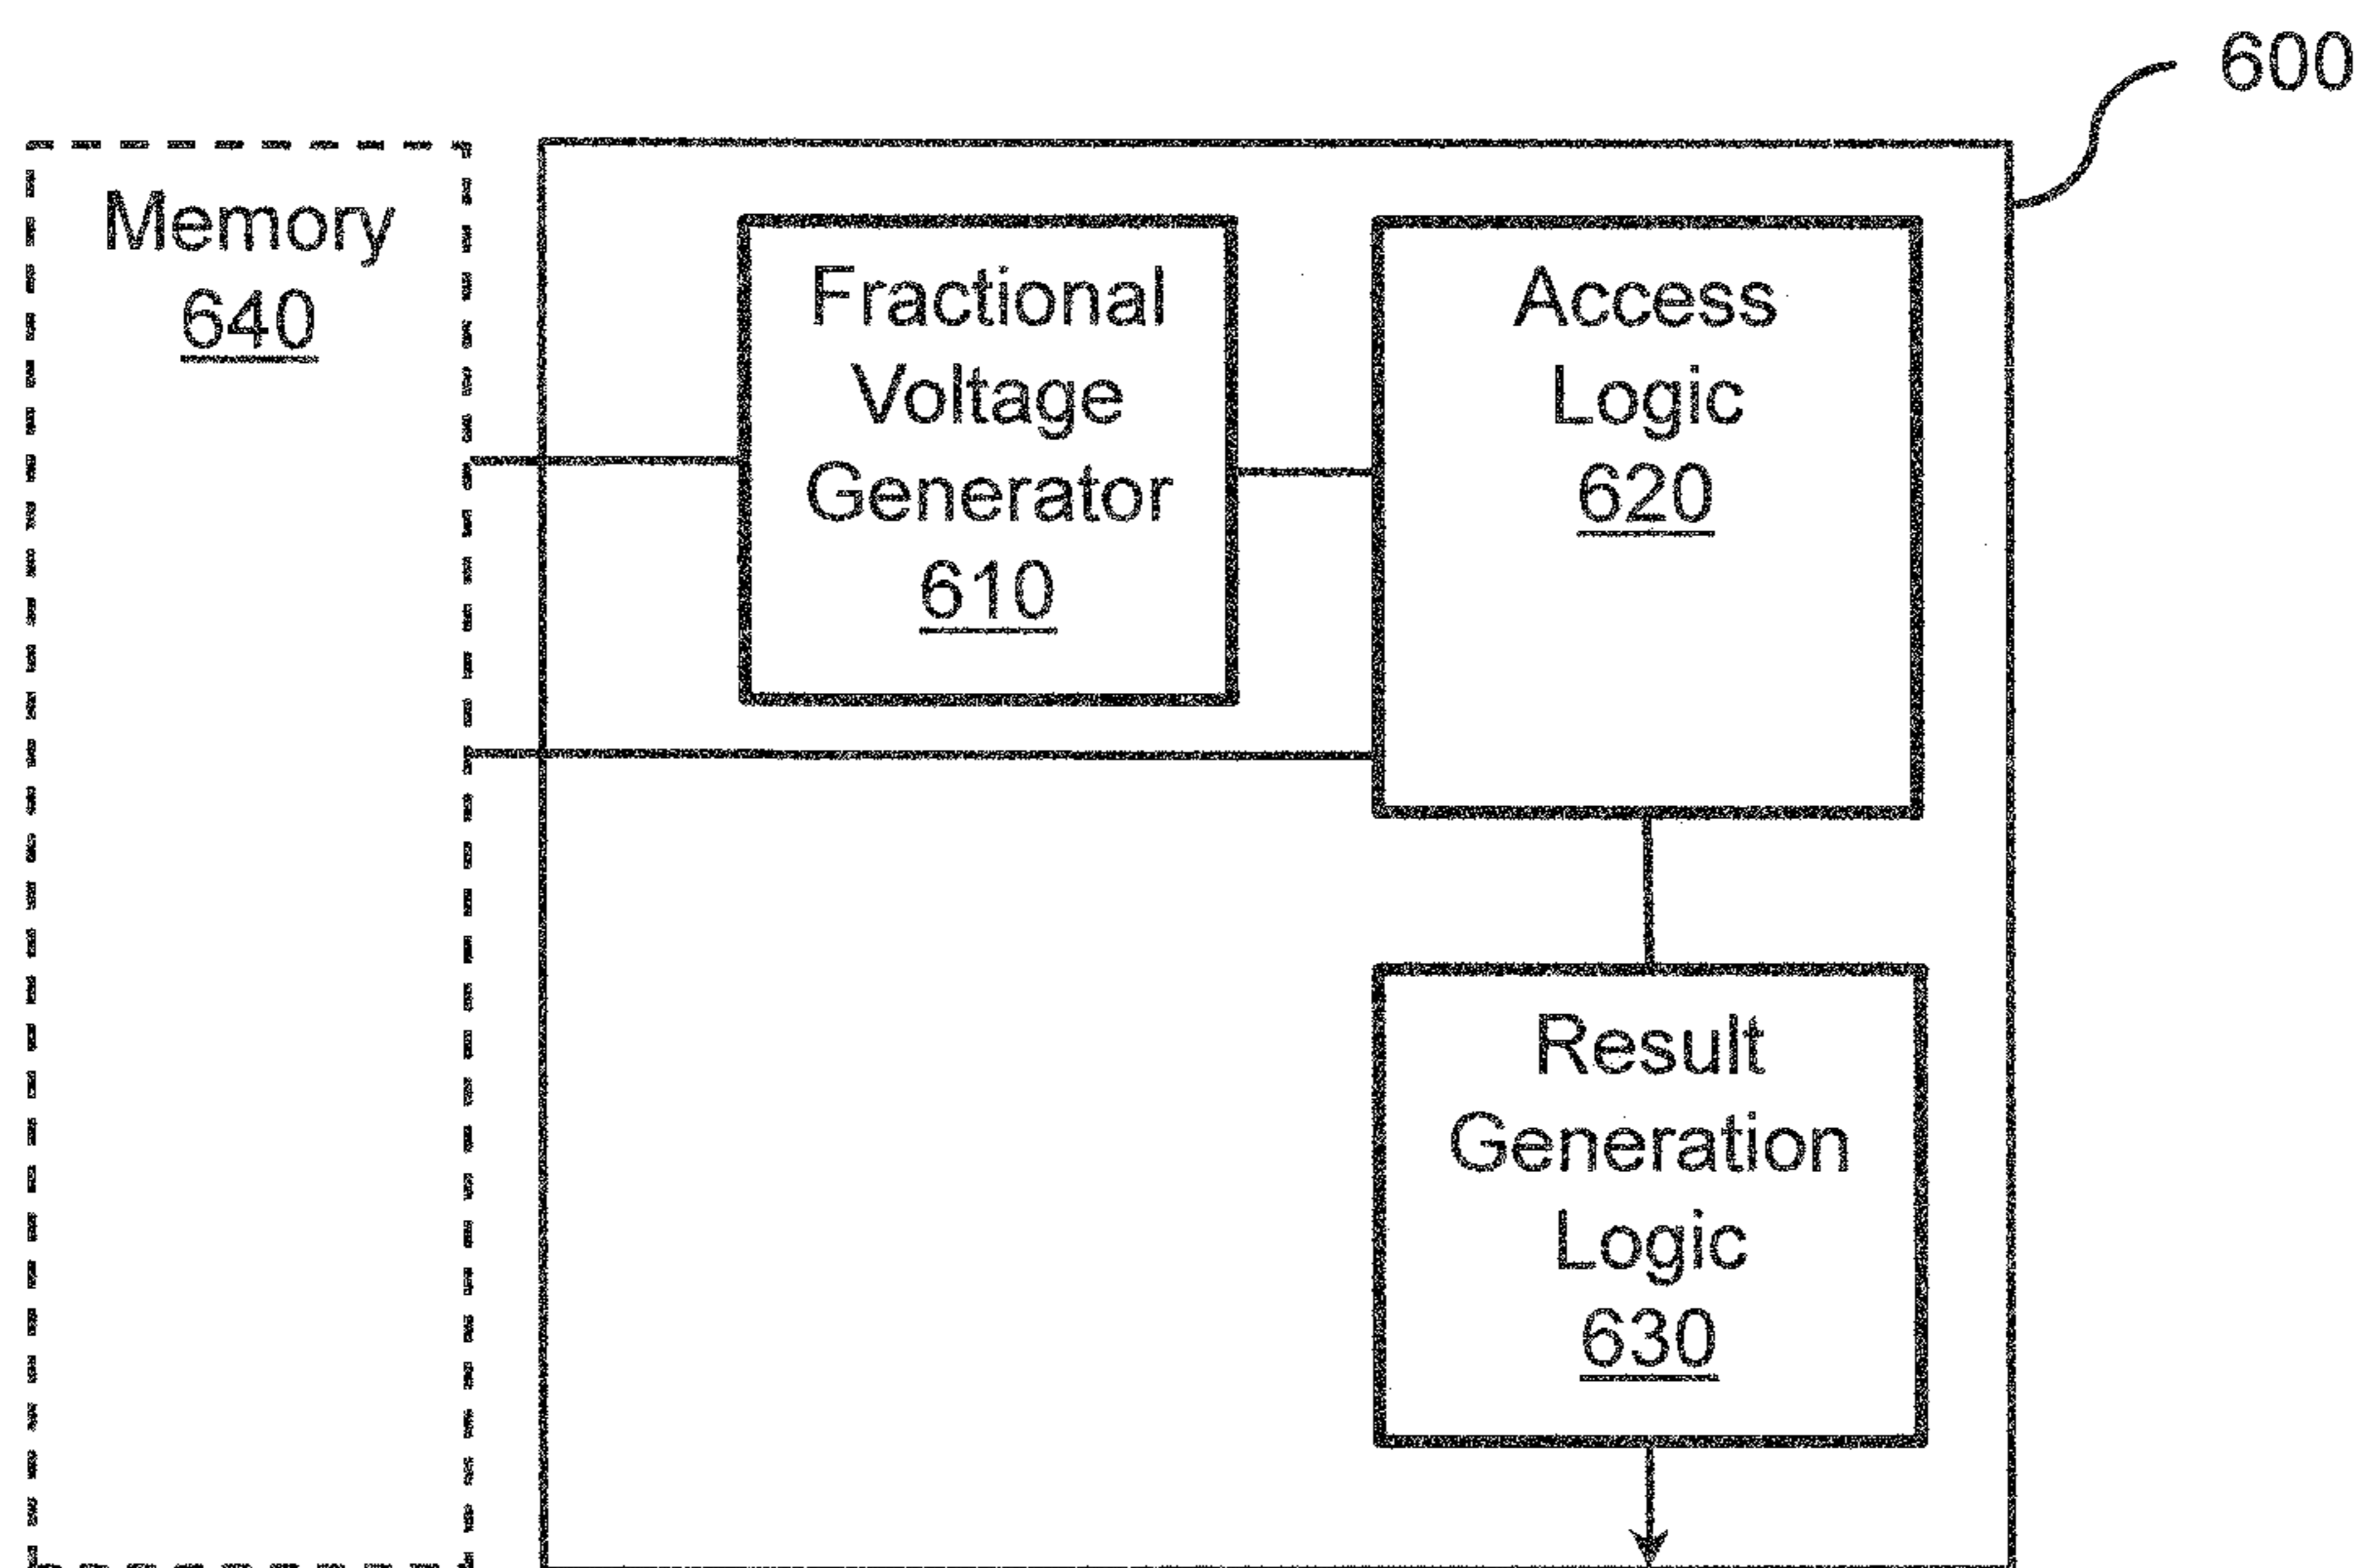 600
Memory
640
Fractional
Voltage
Generator
610
Access
Logic
620
Result
Generation
Logic
630